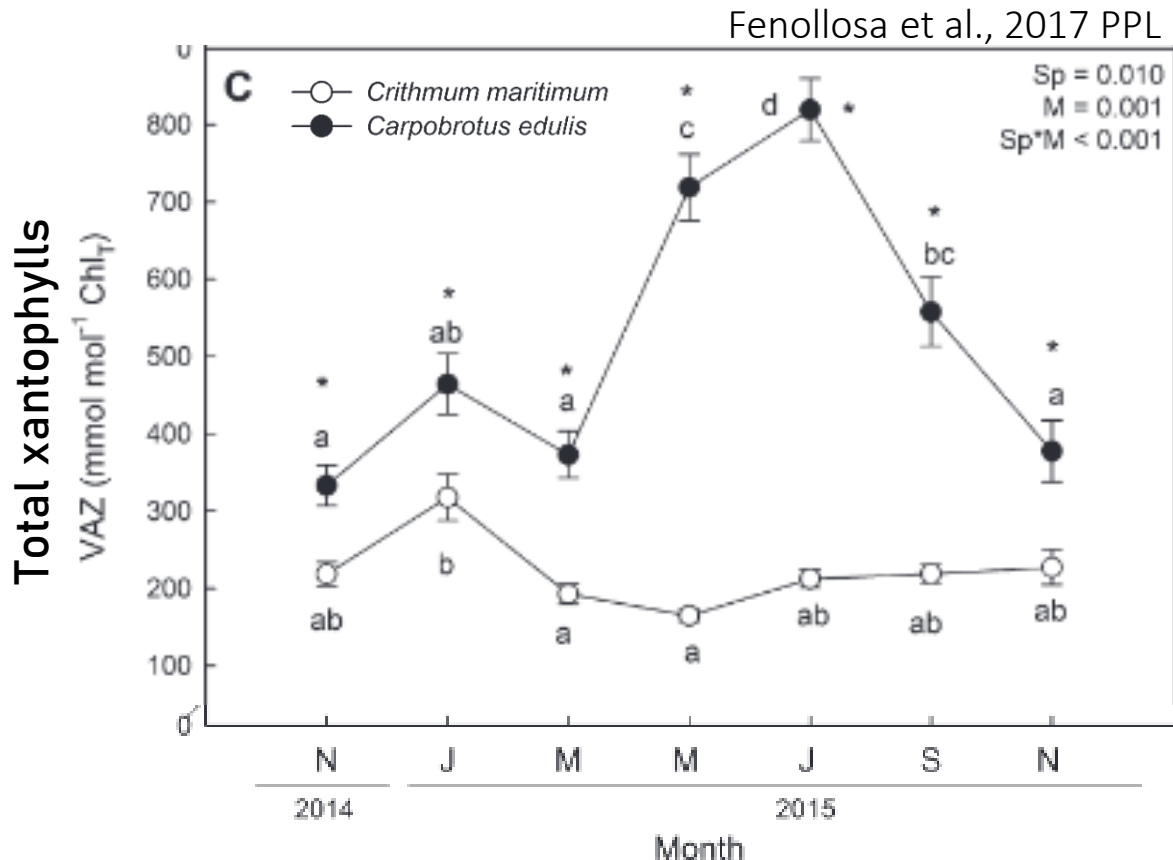 Fenollosa et al., 2017 PPL
0
C
Crithmum maritimum
Carpobrotus edulis
Sp = 0.010
M = 0.001
Sp*M < 0.001
Total xantophylls
VAZ (mmol mol⁻¹ Chl_T)
800
700
600
500
400
300
200
100
0
*
a
*
ab
*
a
*
c
d *
*
bc
*
a
ab
b
a
a
ab
ab
ab
N J M M J S N
2014 2015
Month